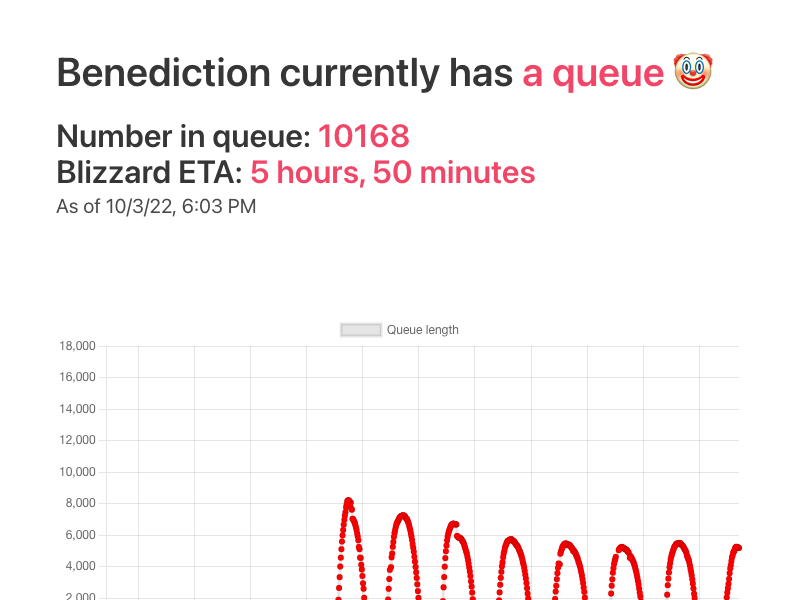 Benediction currently has a queue 🤡
Number in queue: 10168
Blizzard ETA: 5 hours, 50 minutes
As of 10/3/22, 6:03 PM
Queue length
18,000
16,000
14,000
12,000
10,000
8,000
6,000
4,000
2,000